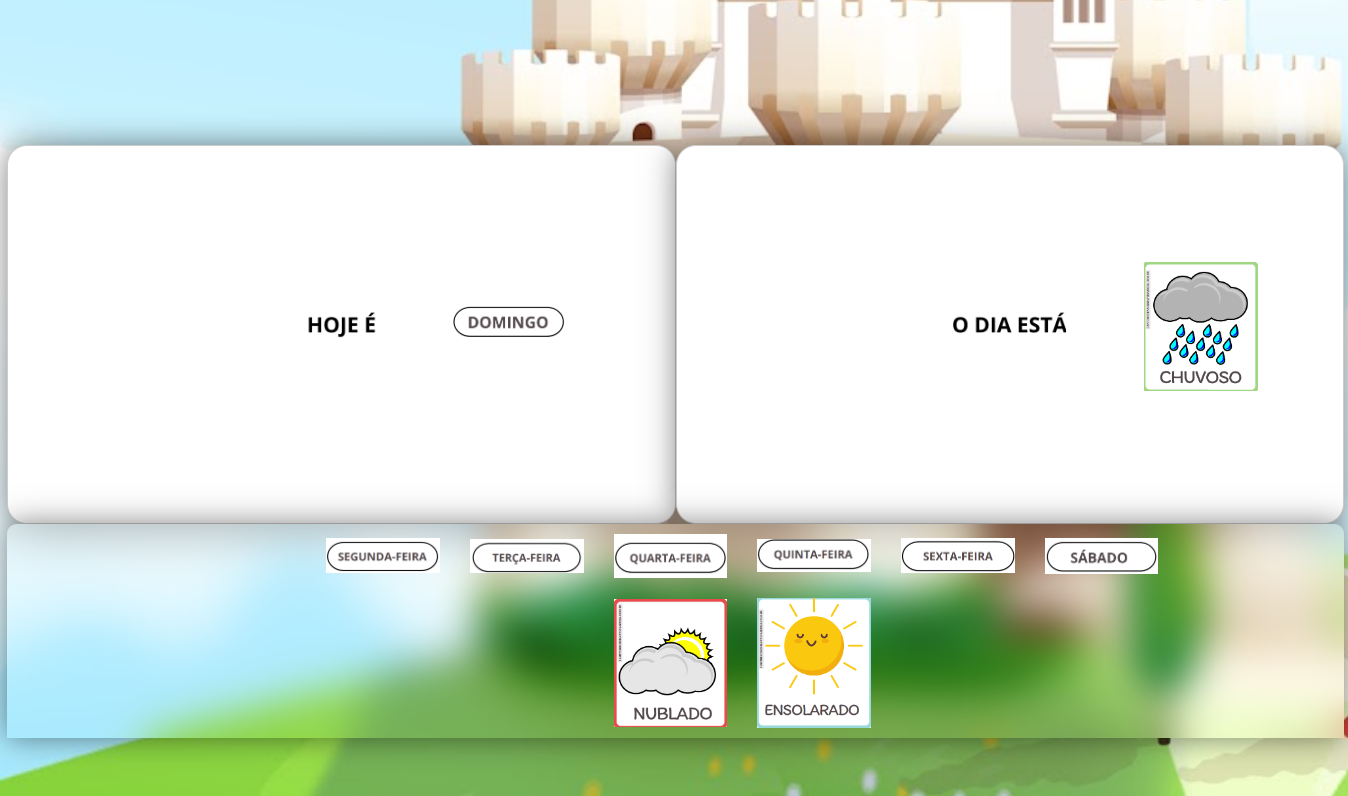 HOJE É
DOMINGO
O DIA ESTÁ
CHUVOSO
SEGUNDA-FEIRA
TERÇA-FEIRA
QUARTA-FEIRA
QUINTA-FEIRA
SEXTA-FEIRA
SÁBADO
NUBLADO
ENSOLARADO